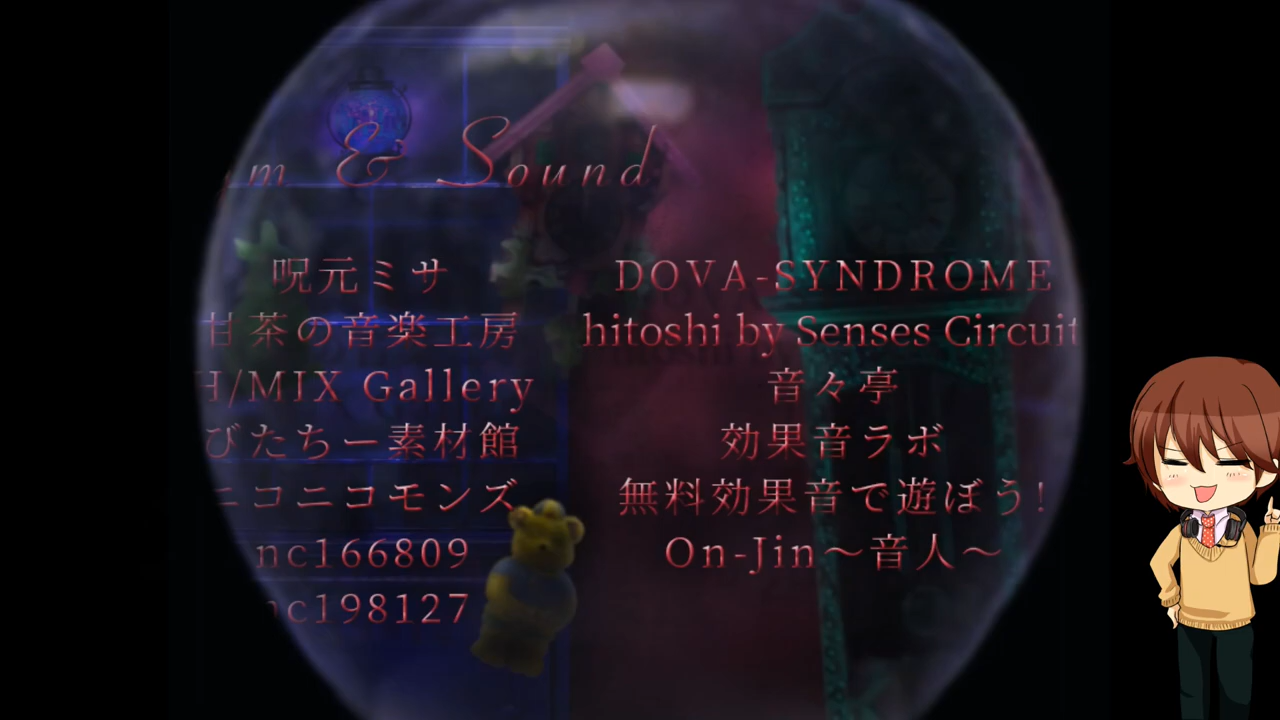 m & Sound
呪元ミサ
DOVA-SYNDROME
甘茶の音楽工房
hitoshi by Senses Circuit
H/MIX Gallery
音々亭
びたちー素材館
効果音ラボ
ニコニコモンズ
無料効果音で遊ぼう!
nc166809
On-Jin～音人～
nc198127